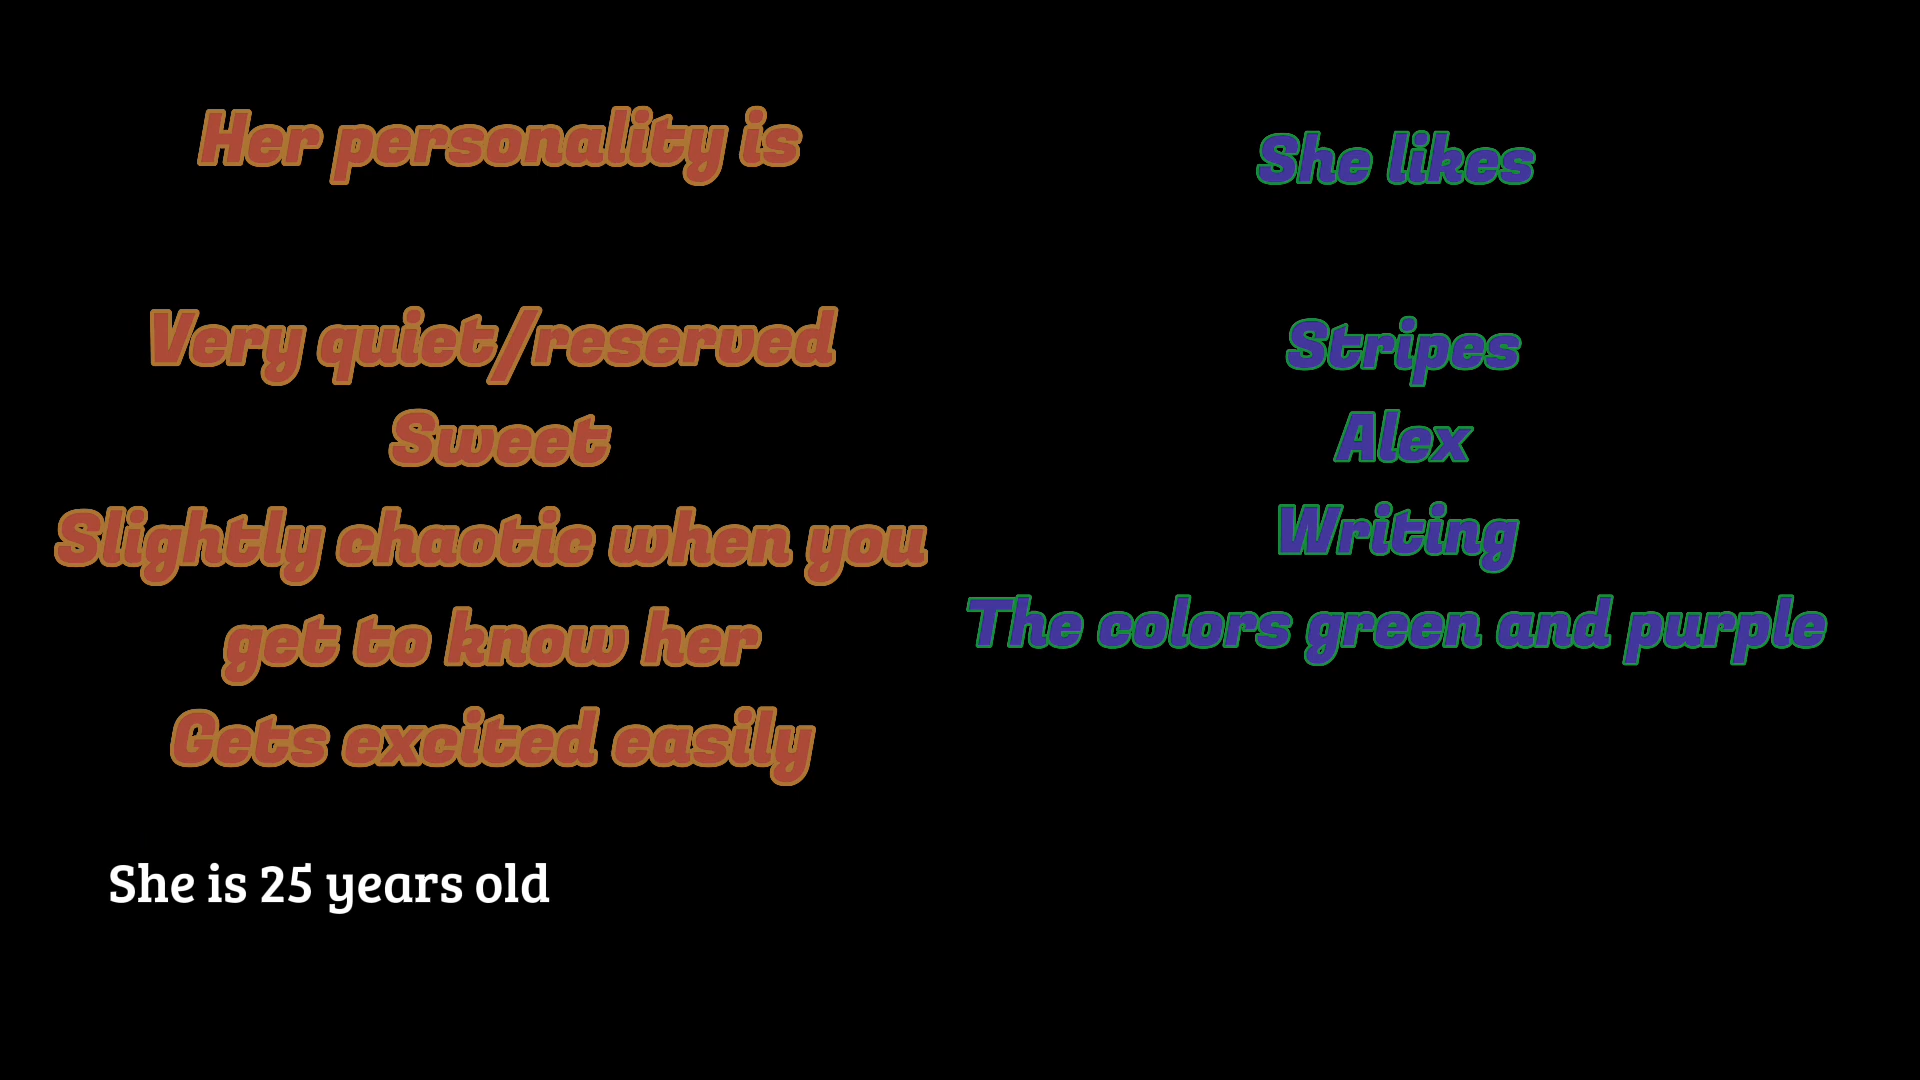 Her personality is
Very quiet/reserved
Sweet
Slightly chaotic when you
get to know her
Gets excited easily
She is 25 years old
She likes
Stripes
Alex
Writing
The colors green and purple